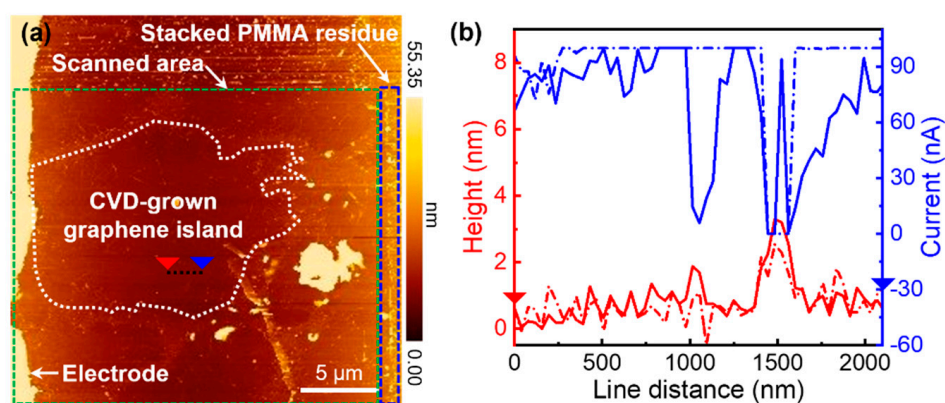 (a)
Stacked PMMA residue
Scanned area
CVD-grown
graphene island
Electrode
5 µm
55.35
nm
0.00
(b)
8
6
4
2
0
Height (nm)
90
60
30
0
-30
-60
Current (nA)
0
500
1000
1500
2000
Line distance (nm)